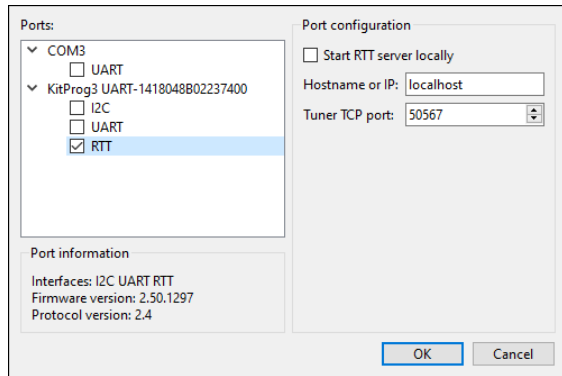 Ports:
COM3
UART
KitProg3 UART-1418048B02237400
I2C
UART
RTT
Port information
Interfaces: I2C UART RTT
Firmware version: 2.50.1297
Protocol version: 2.4
Port configuration
Start RTT server locally
Hostname or IP: localhost
Tuner TCP port: 50567
OK
Cancel